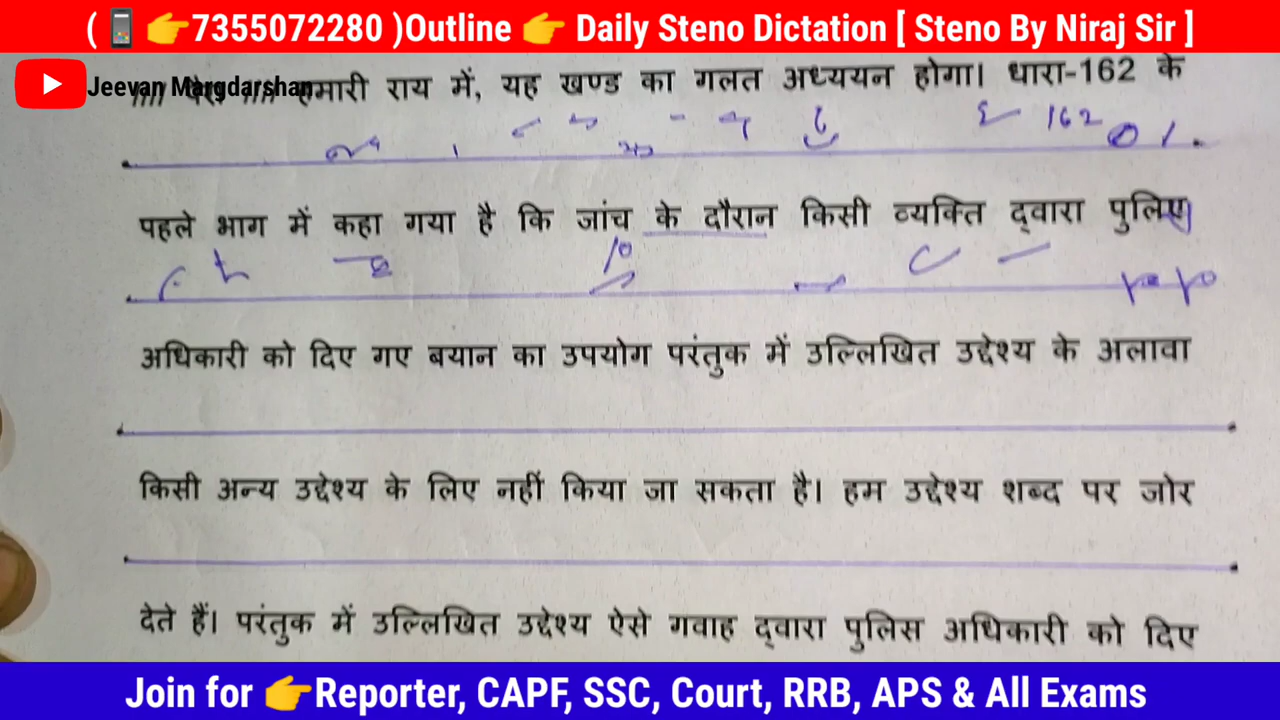 ( 📱👉7355072280 )Outline 👉 Daily Steno Dictation [ Steno By Niraj Sir ]
Jeevan Margdarshan
//// //// हमारी राय में, यह खण्ड का गलत अध्ययन होगा। धारा-162 के
162
पहले भाग में कहा गया है कि जांच के दौरान किसी व्यक्ति द्वारा पुलिस
अधिकारी को दिए गए बयान का उपयोग परंतुक में उल्लिखित उद्देश्य के अलावा
किसी अन्य उद्देश्य के लिए नहीं किया जा सकता है। हम उद्देश्य शब्द पर जोर
देते हैं। परंतुक में उल्लिखित उद्देश्य ऐसे गवाह द्वारा पुलिस अधिकारी को दिए
Join for 👉Reporter, CAPF, SSC, Court, RRB, APS & All Exams